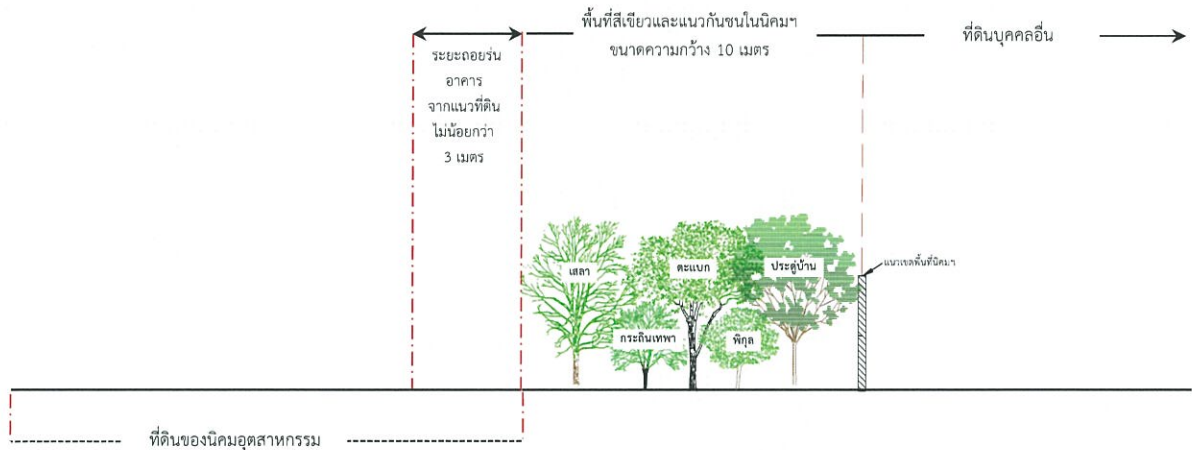 พื้นที่สีเขียวและแนวกันชนในนิคมฯ
ขนาดความกว้าง 10 เมตร
ที่ดินบุคคลอื่น
ระยะถอยร่น
อาคาร
จากแนวที่ดิน
ไม่น้อยกว่า
3 เมตร
เสลา
ตะแบก
ประดู่บ้าน
แนวเขตพื้นที่นิคมฯ
กระถินเทพา
พิกุล
ที่ดินของนิคมอุตสาหกรรม